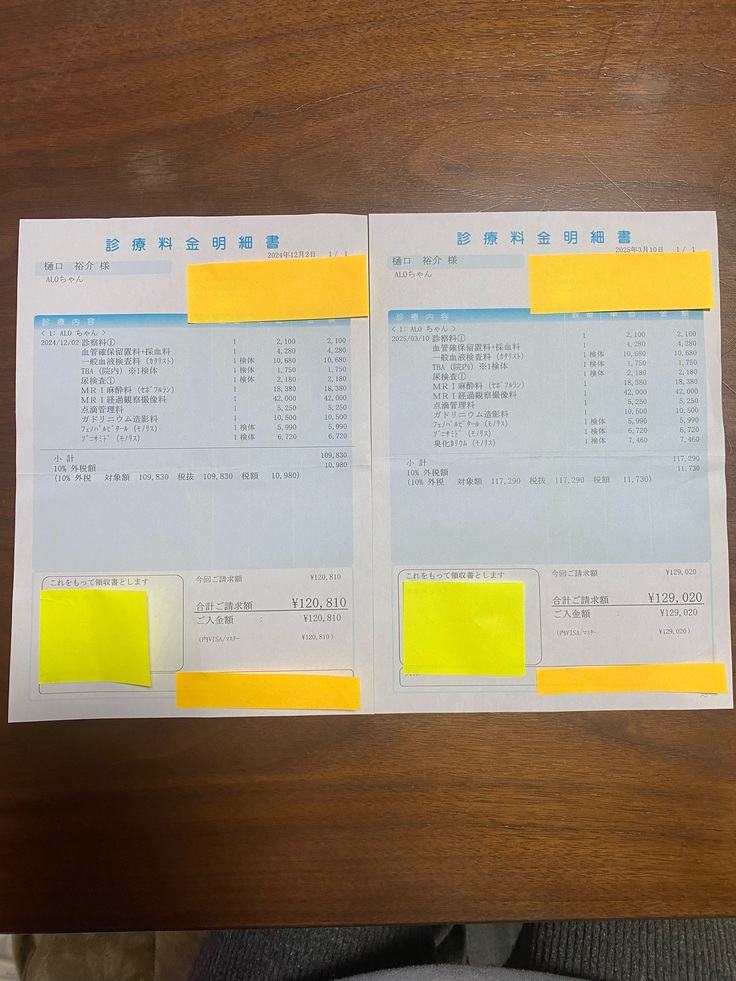 診療料金明細書
2024年12月2日 1/ 1
樋口 裕介 様
ALOちゃん
診 療 内 容
< 1: ALO ちゃん >
2024/12/02 診察料① 1 2,100 2,100
血管確保留置料+採血料 1 4,280 4,280
一般血液検査料 (カタリスト) 1 検体 10,680 10,680
TBA (院内) ※1検体 1 検体 1,750 1,750
尿検査① 1 検体 2,180 2,180
MRI麻酔料 (セボフルラン) 1 18,380 18,380
MRI経過観察撮像料 1 42,000 42,000
点滴管理料 1 5,250 5,250
ガドリニウム造影料 1 10,500 10,500
フェノバルビタール (モノリス) 1 検体 5,990 5,990
ゾニサミド (モノリス) 1 検体 6,720 6,720
小 計 109,830
10% 外税額 10,980
(10% 外税 対象額 109,830 税抜 109,830 税額 10,980)
これをもって領収書とします
今回ご請求額 ¥120,810
合計ご請求額 ¥120,810
ご入金額 : ¥120,810
(内VISA/マスター ¥120,810)
診療料金明細書
2025年3月10日 1/ 1
樋口 裕介 様
ALOちゃん
診 療 内 容
< 1: ALO ちゃん >
2025/03/10 診察料① 1 2,100 2,100
血管確保留置料+採血料 1 4,280 4,280
一般血液検査料 (カタリスト) 1 検体 10,680 10,680
TBA (院内) ※1検体 1 検体 1,750 1,750
尿検査① 1 検体 2,180 2,180
MRI麻酔料 (セボフルラン) 1 18,380 18,380
MRI経過観察撮像料 1 42,000 42,000
点滴管理料 1 5,250 5,250
ガドリニウム造影料 1 10,500 10,500
フェノバルビタール (モノリス) 1 検体 5,990 5,990
ゾニサミド (モノリス) 1 検体 6,720 6,720
臭化カリウム (モノリス) 1 検体 7,460 7,460
小 計 117,290
10% 外税額 11,730
(10% 外税 対象額 117,290 税抜 117,290 税額 11,730)
これをもって領収書とします
今回ご請求額 ¥129,020
合計ご請求額 ¥129,020
ご入金額 : ¥129,020
(内VISA/マスター ¥129,020)